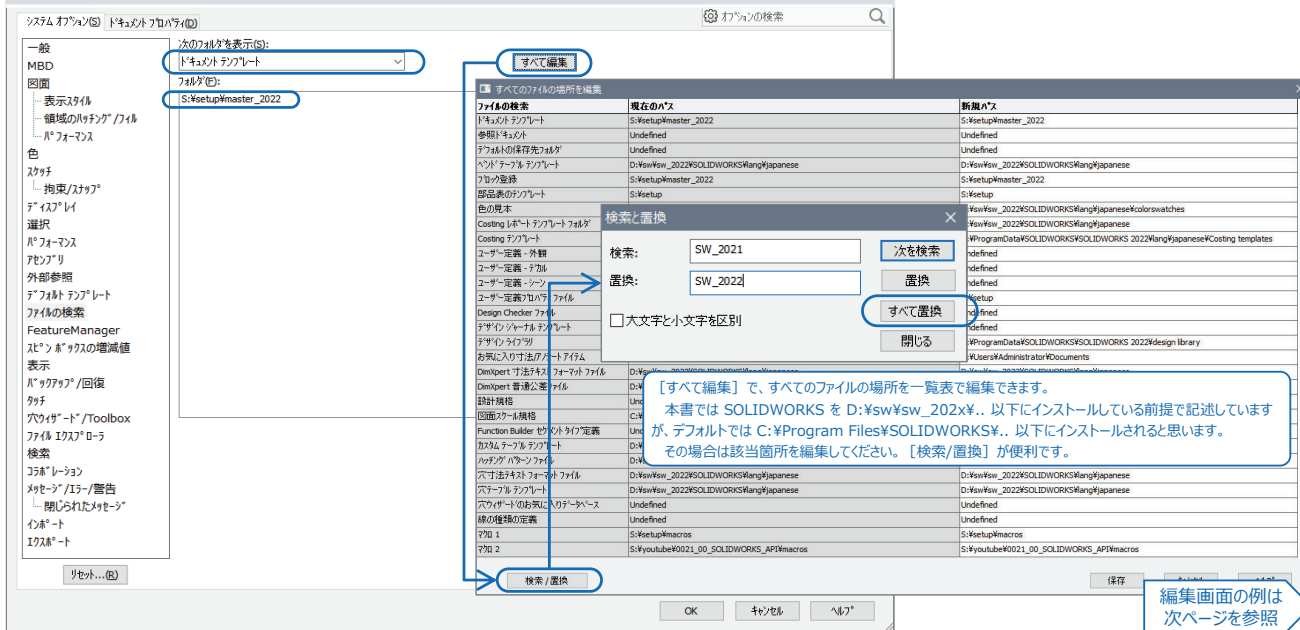 システム オプション(S)
ドキュメント プロパティ(D)
オプションの検索
一般
MBD
図面
表示スタイル
領域のハッチング/フィル
パフォーマンス
色
スケッチ
拘束/スナップ
ディスプレイ
選択
パフォーマンス
アセンブリ
外部参照
デフォルト テンプレート
ファイルの検索
FeatureManager
スピン ボックスの増減値
表示
バックアップ/回復
タッチ
穴ウィザード/Toolbox
ファイル エクスプローラ
検索
コラボレーション
メッセージ/エラー/警告
閉じられたメッセージ
インポート
エクスポート
リセット...(R)
次のフォルダを表示(S):
ドキュメント テンプレート
フォルダ(F):
S:¥setup¥master_2022
すべて編集
すべてのファイルの場所を編集
ファイルの検索 現在のパス 新規パス
ドキュメント テンプレート S:¥setup¥master_2022 S:¥setup¥master_2022
参照ドキュメント Undefined Undefined
デフォルトの保存先フォルダ Undefined Undefined
ベンド テーブル テンプレート D:¥sw¥sw_2022¥SOLIDWORKS¥lang¥japanese D:¥sw¥sw_2022¥SOLIDWORKS¥lang¥japanese
ブロック登録 S:¥setup¥master_2022 S:¥setup¥master_2022
部品表のテンプレート S:¥setup S:¥setup
色の見本 ¥sw¥sw_2022¥SOLIDWORKS¥lang¥japanese¥colorswatches
Costing レポート テンプレート フォルダ ¥sw¥sw_2022¥SOLIDWORKS¥lang¥japanese
Costing テンプレート ¥ProgramData¥SOLIDWORKS¥SOLIDWORKS 2022¥lang¥japanese¥Costing templates
ユーザー定義 - 外観 ndefined
ユーザー定義 - デカル ndefined
ユーザー定義 - シーン ndefined
ユーザー定義プロパティ ファイル ¥setup
Design Checker ファイル ndefined
デザイン ジャーナル テンプレート ndefined
デザイン ライブラリ ¥ProgramData¥SOLIDWORKS¥SOLIDWORKS 2022¥design library
お気に入り寸法/アノテート アイテム ¥Users¥Administrator¥Documents
DimXpert 寸法テキスト フォーマット ファイル D:¥sw¥sw_2022¥SOLIDWORKS¥lang¥japanese D:¥sw¥sw_2022¥SOLIDWORKS¥lang¥japanese
DimXpert 普通公差ファイル D:¥
設計規格 Und
図面スケール規格 C:¥
Function Builder セグメント タイプ定義 Und
カスタム テーブル テンプレート D:¥
ハッチング パターン ファイル D:¥
穴寸法テキスト フォーマット ファイル D:¥sw¥sw_2022¥SOLIDWORKS¥lang¥japanese D:¥sw¥sw_2022¥SOLIDWORKS¥lang¥japanese
穴テーブル テンプレート D:¥sw¥sw_2022¥SOLIDWORKS¥lang¥japanese D:¥sw¥sw_2022¥SOLIDWORKS¥lang¥japanese
穴ウィザードのお気に入りデータベース Undefined Undefined
線の種類の定義 Undefined Undefined
マクロ 1 S:¥setup¥macros S:¥setup¥macros
マクロ 2 S:¥youtube¥0021_00_SOLIDWORKS_API¥macros S:¥youtube¥0021_00_SOLIDWORKS_API¥macros
検索と置換
検索: SW_2021 次を検索
置換: SW_2022 置換
大文字と小文字を区別 すべて置換
閉じる
[すべて編集] で、すべてのファイルの場所を一覧表で編集できます。
本書では SOLIDWORKS を D:¥sw¥sw_202x¥.. 以下にインストールしている前提で記述しています
が、デフォルトでは C:¥Program Files¥SOLIDWORKS¥.. 以下にインストールされると思います。
その場合は該当箇所を編集してください。[検索/置換] が便利です。
検索 / 置換
保存
キャンセル
ヘルプ
編集画面の例は
次ページを参照
OK
キャンセル
ヘルプ